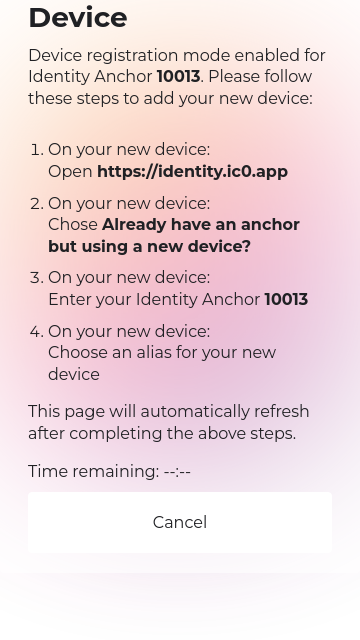 Device
Device registration mode enabled for
Identity Anchor 10013. Please follow
these steps to add your new device:
1. On your new device:
Open https://identity.ic0.app
2. On your new device:
Chose Already have an anchor
but using a new device?
3. On your new device:
Enter your Identity Anchor 10013
4. On your new device:
Choose an alias for your new
device
This page will automatically refresh
after completing the above steps.
Time remaining: --:--
Cancel